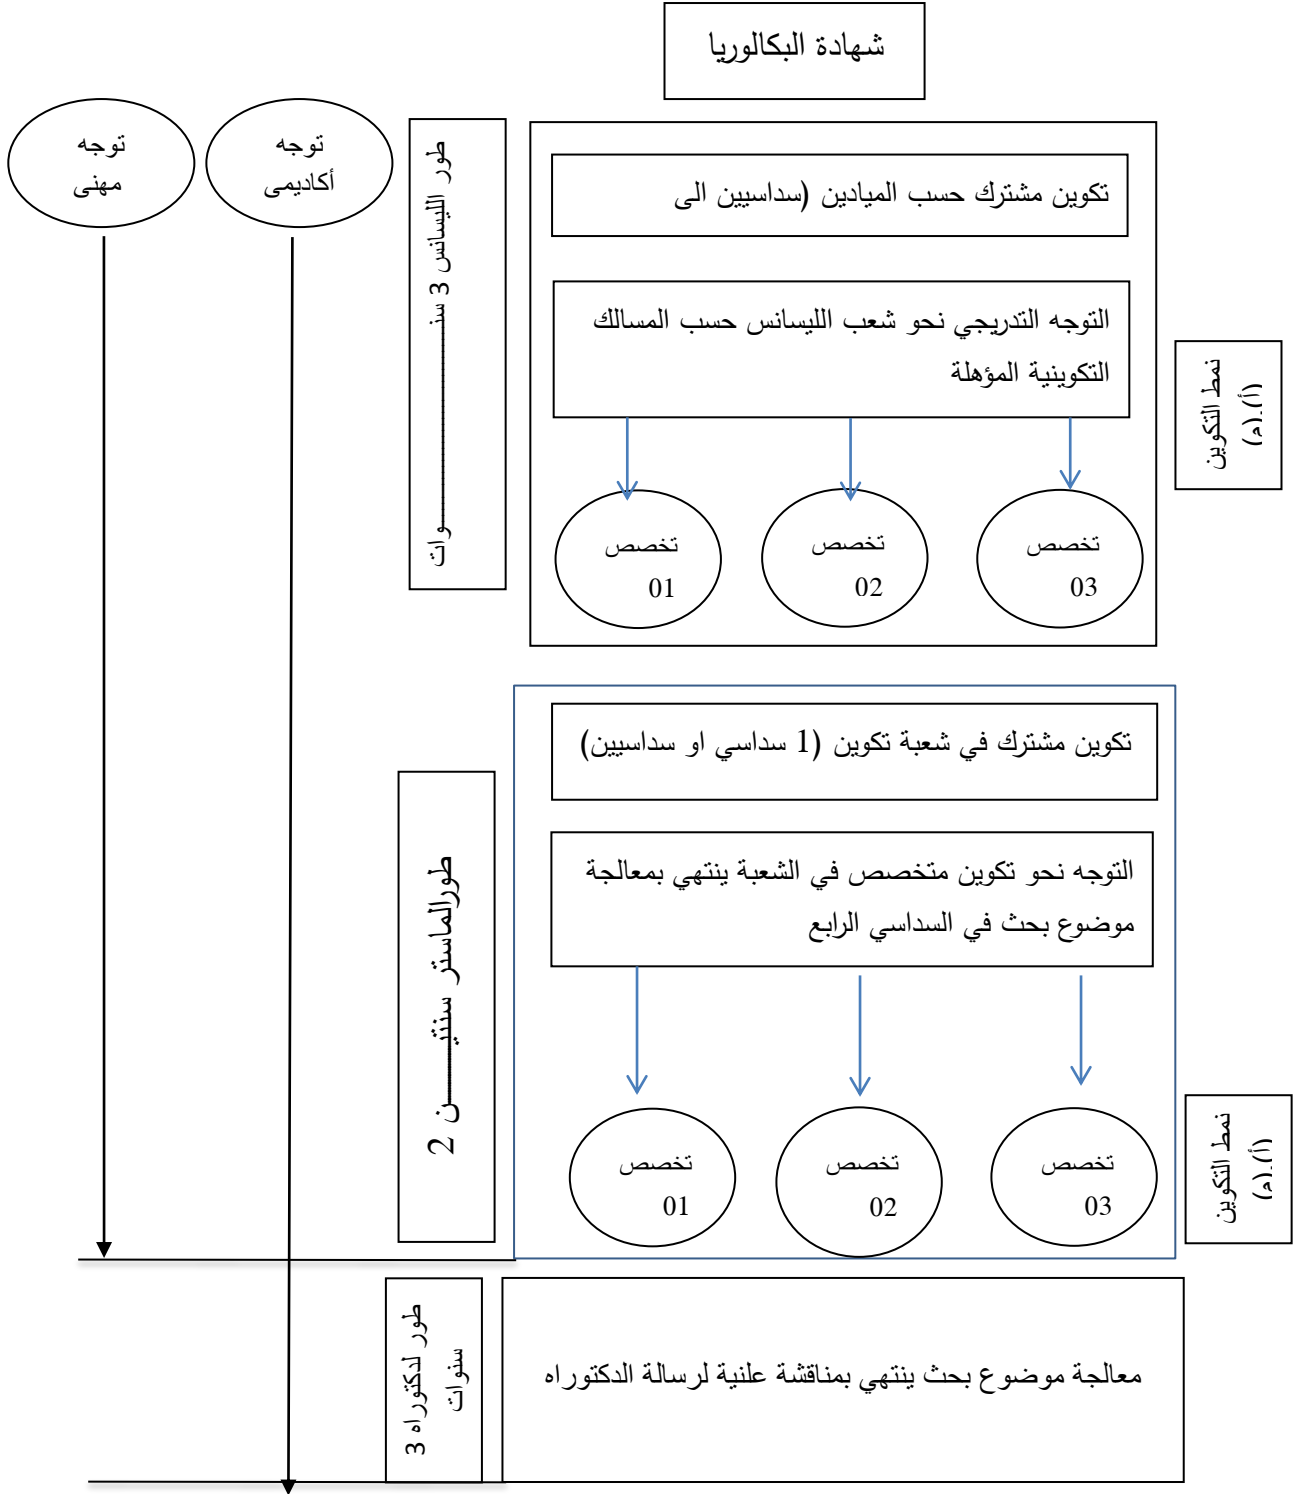 شهادة البكالوريا
توجه
مهنى
توجه
أكاديمى
طور الليسانس 3 سنـــــــــوات
تكوين مشترك حسب الميادين (سداسيين الى
التوجه التدريجي نحو شعب الليسانس حسب المسالك
التكوينية المؤهلة
نمط التكوين
(أ).(م)
تخصص
03
تخصص
02
تخصص
01
تكوين مشترك في شعبة تكوين (1 سداسي او سداسيين)
طورالماستر سنتيـــــن 2
التوجه نحو تكوين متخصص في الشعبة ينتهي بمعالجة
موضوع بحث في السداسي الرابع
تخصص
03
تخصص
02
تخصص
01
نمط التكوين
(أ).(م)
طور لدكتوراه 3
سنوات
معالجة موضوع بحث ينتهي بمناقشة علنية لرسالة الدكتوراه